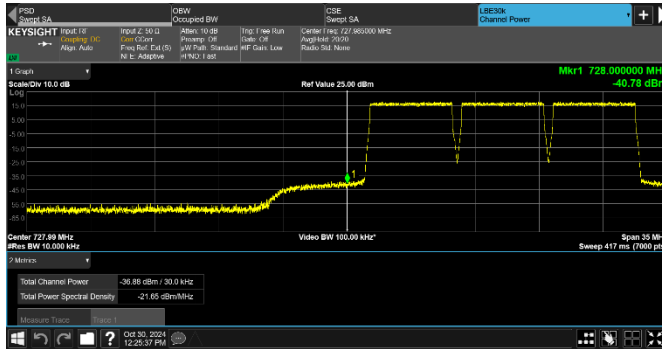 PSD
Swept SA
OBW
Occupied BW
CSE
Swept SA
LBE30k
Channel Power
KEYSIGHT
Input: RF
Coupling: DC
Align: Auto
Input Z: 50 Ω
Corr CCorr
Freq Ref: Ext (S)
NFE: Adaptive
Atten: 10 dB
Preamp: Off
µW Path: Standard
#PNO: Fast
Trig: Free Run
Gate: Off
#IF Gain: Low
Center Freq: 727.985000 MHz
Avg|Hold: 20/20
Radio Std: None
1 Graph
Mkr1 728.000000 MH
Scale/Div 10.0 dB
Ref Value 25.00 dBm
-40.78 dBr
Log
15.0
5.00
-5.00
-15.0
-25.0
-35.0
-45.0
-55.0
-65.0
1
Center 727.99 MHz
Video BW 100.00 kHz*
Span 35 MH
#Res BW 10.000 kHz
Sweep 417 ms (7000 pts
2 Metrics
Total Channel Power
-36.88 dBm / 30.0 kHz
Total Power Spectral Density
-21.65 dBm/MHz
Measure Trace
Trace 1
?
Oct 30, 2024
12:25:37 PM